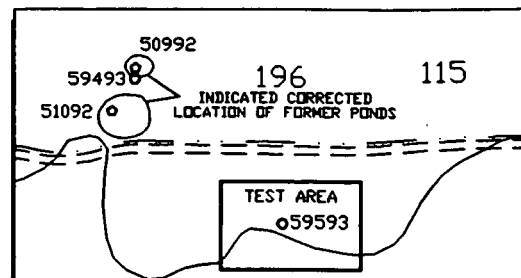 50992
59493
196
115
51092
INDICATED CORRECTED
LOCATION OF FORMER PONDS
TEST AREA
59593